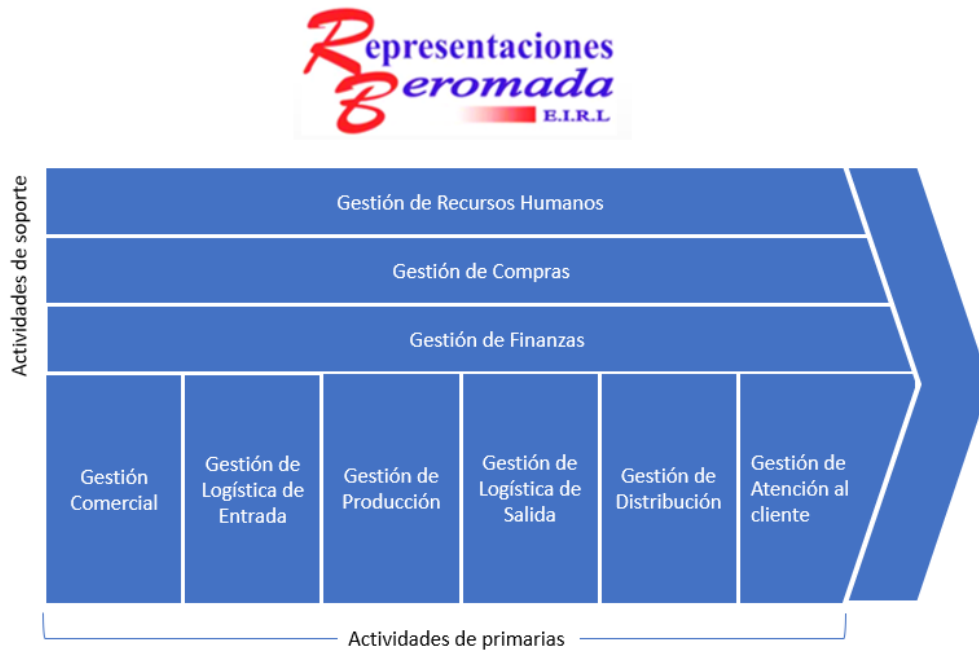 Representaciones
Beromada
E.I.R.L
Actividades de soporte
Gestión de Recursos Humanos
Gestión de Compras
Gestión de Finanzas
Gestión
Comercial
Gestión de
Logística de
Entrada
Gestión de
Producción
Gestión de
Logística de
Salida
Gestión de
Distribución
Gestión de
Atención al
cliente
Actividades de primarias